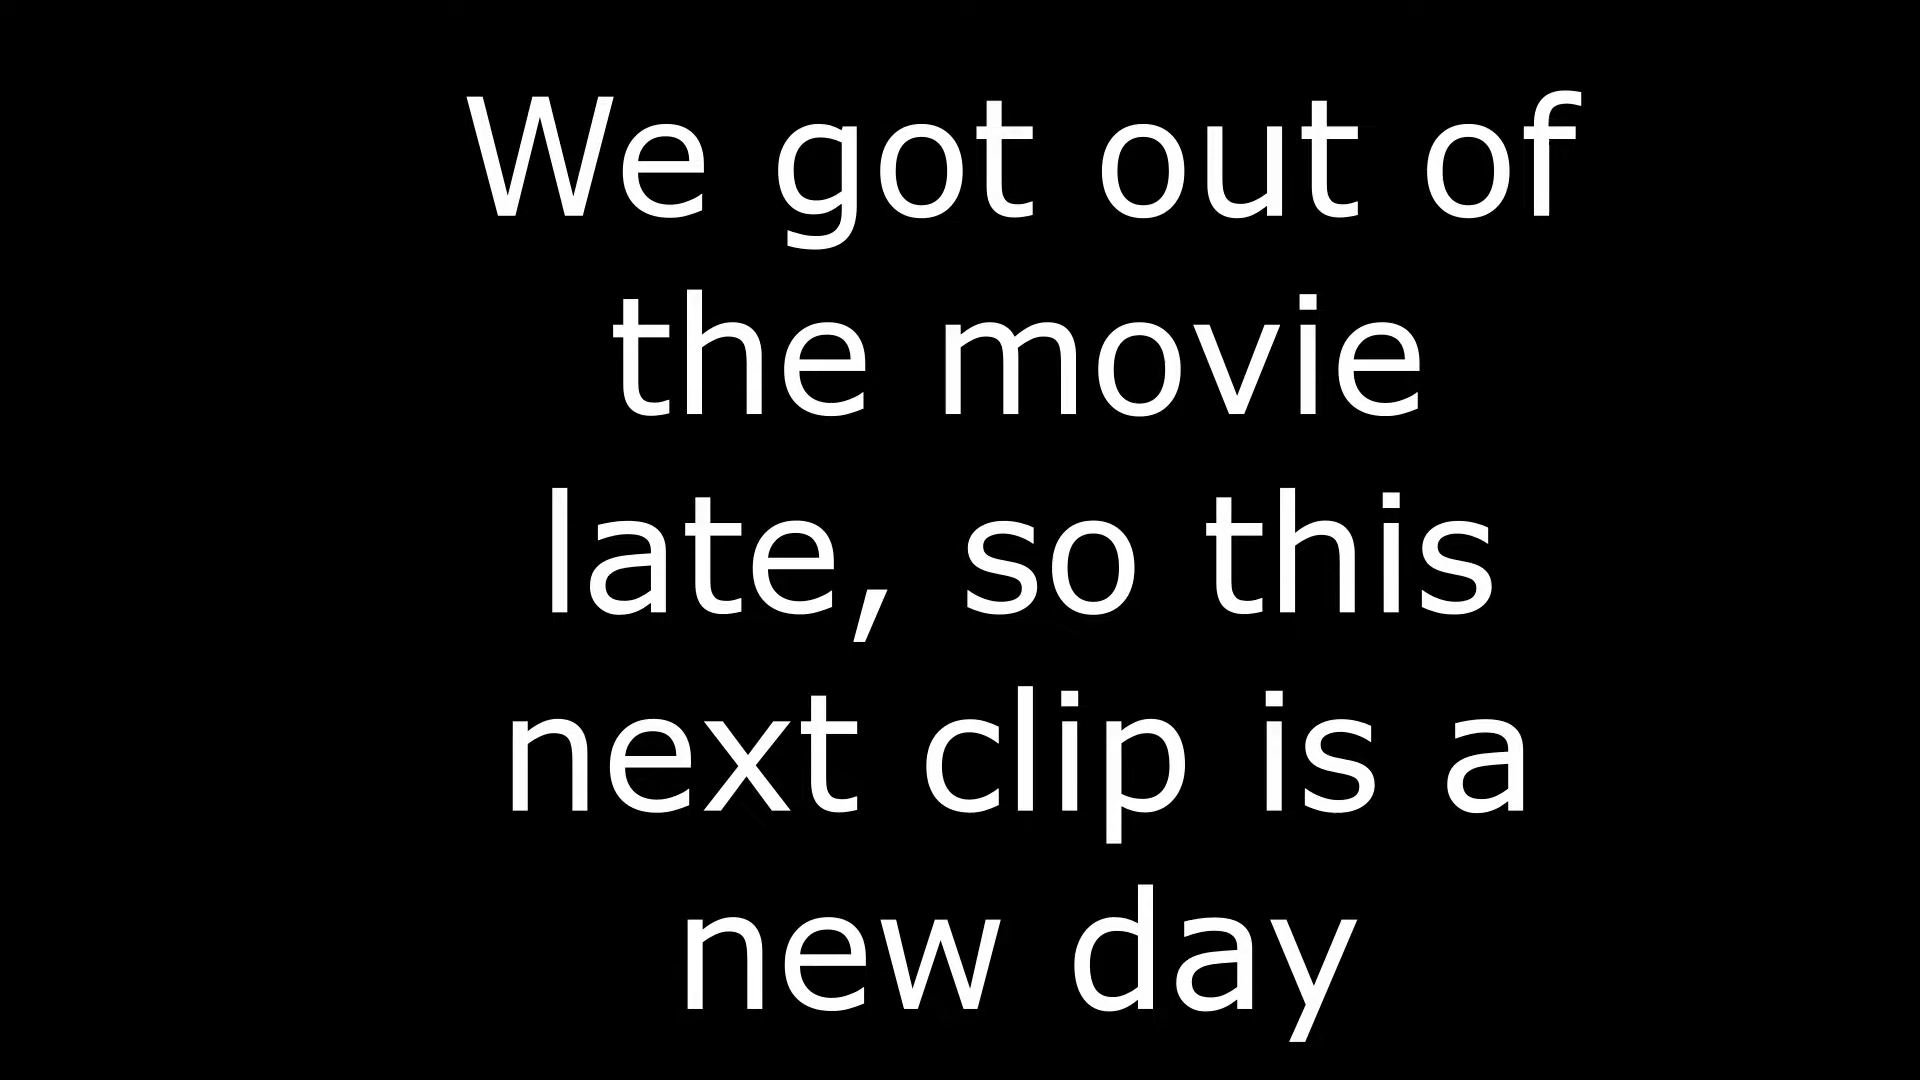 We got out of
the movie
late, so this
next clip is a
new day